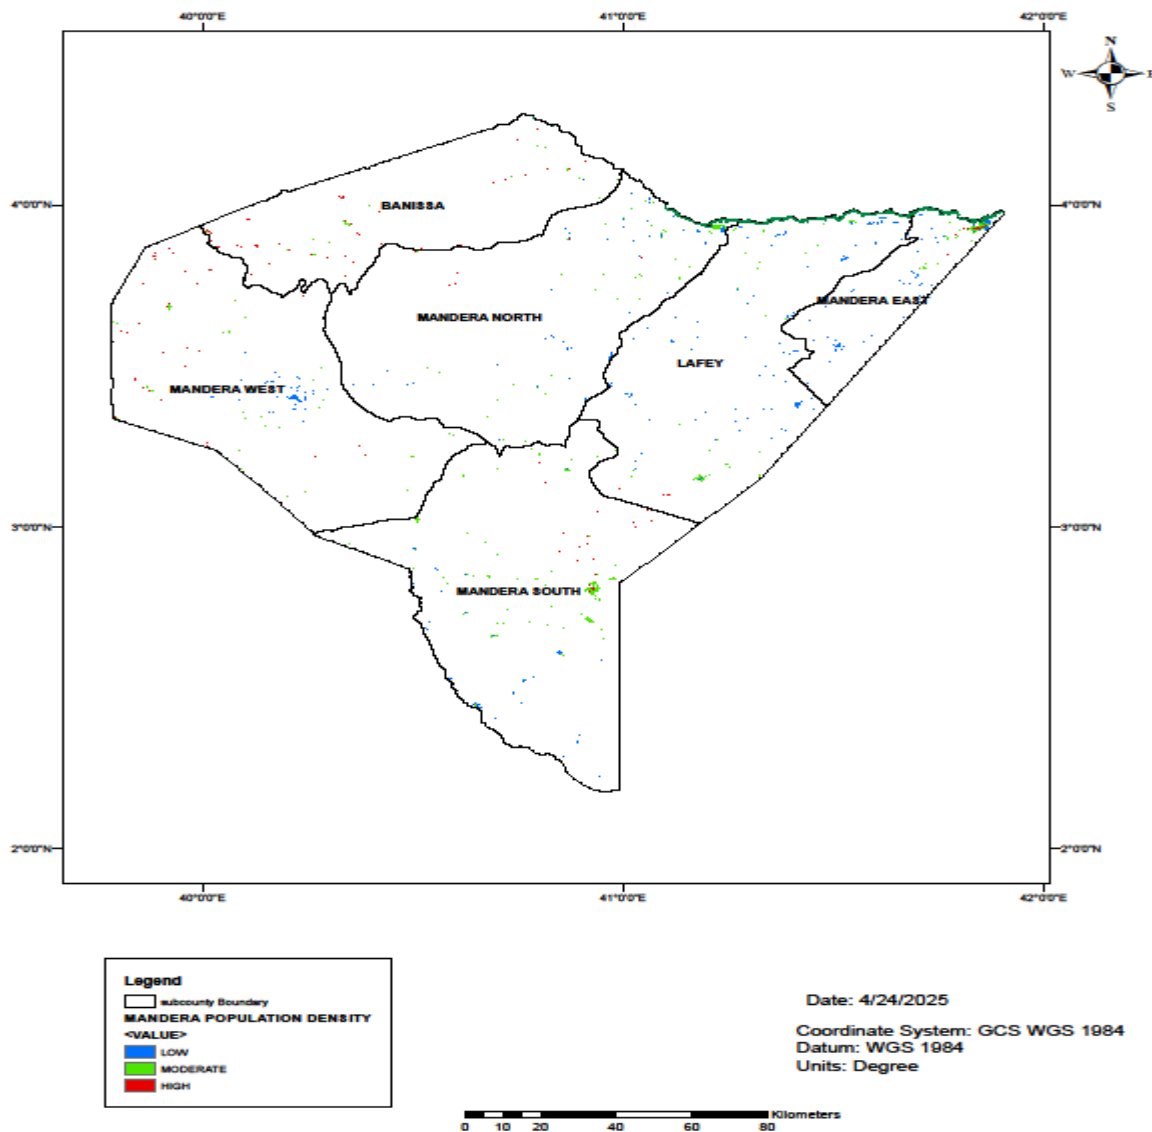 40°0'0"E 41°0'0"E 42°0'0"E
N
W E
S
4°0'0"N 4°0'0"N
BANISSA
MANDERA EAST
MANDERA NORTH
LAFEY
MANDERA WEST
3°0'0"N 3°0'0"N
MANDERA SOUTH
2°0'0"N 2°0'0"N
40°0'0"E 41°0'0"E 42°0'0"E
Legend
subcounty Boundary
MANDERA POPULATION DENSITY
<VALUE>
LOW
MODERATE
HIGH
Date: 4/24/2025
Coordinate System: GCS WGS 1984
Datum: WGS 1984
Units: Degree
Kilometers
0 10 20 40 60 80